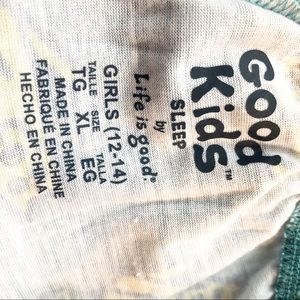 Good
Kids™
SLEEP
by
Life is good®
GIRLS (12-14)
TAILLE SIZE TALLA
TG XL EG
MADE IN CHINA
FABRIQUÉ EN CHINE
HECHO EN CHINA